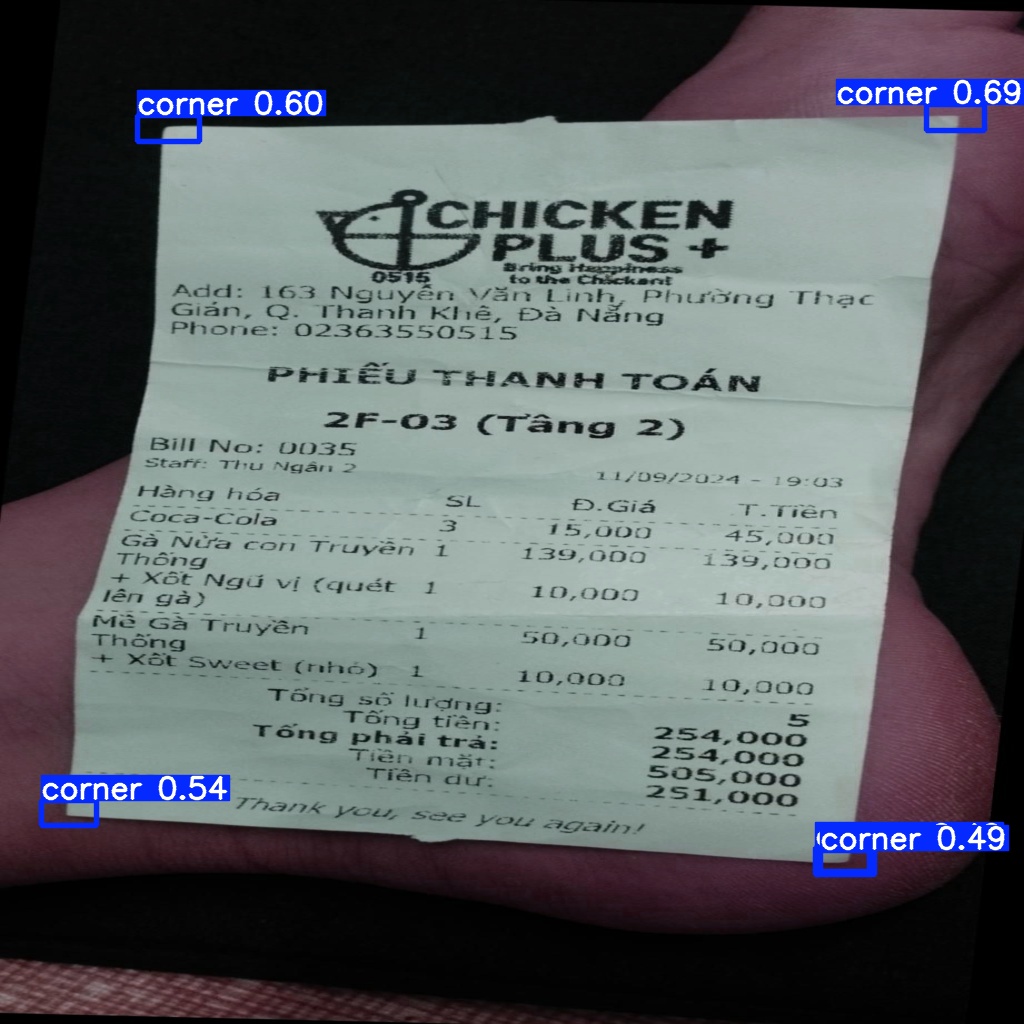 corner 0.60
corner 0.69
CHICKEN
PLUS +
0515
Bring Happiness
to the Chicken!
Add: 163 Nguyễn Văn Linh, Phường Thạc
Gián, Q. Thanh Khê, Đà Nẵng
Phone: 02363550515
PHIẾU THANH TOÁN
2F-03 (Tầng 2)
Bill No: 0035
Staff: Thu Ngân 2
11/09/2024 - 19:03
Hàng hóa SL Đ.Giá T.Tiền
Coca-Cola 3 15,000 45,000
Gà Nửa con Truyền 1 139,000 139,000
Thống
+ Xốt Ngũ vị (quét 1 10,000 10,000
lên gà)
Mề Gà Truyền 1 50,000 50,000
Thống
+ Xốt Sweet (nhỏ) 1 10,000 10,000
Tổng số lượng: 5
Tổng tiền: 254,000
Tổng phải trả: 254,000
Tiền mặt: 505,000
Tiền dư: 251,000
Thank you, see you again!
corner 0.54
corner 0.49